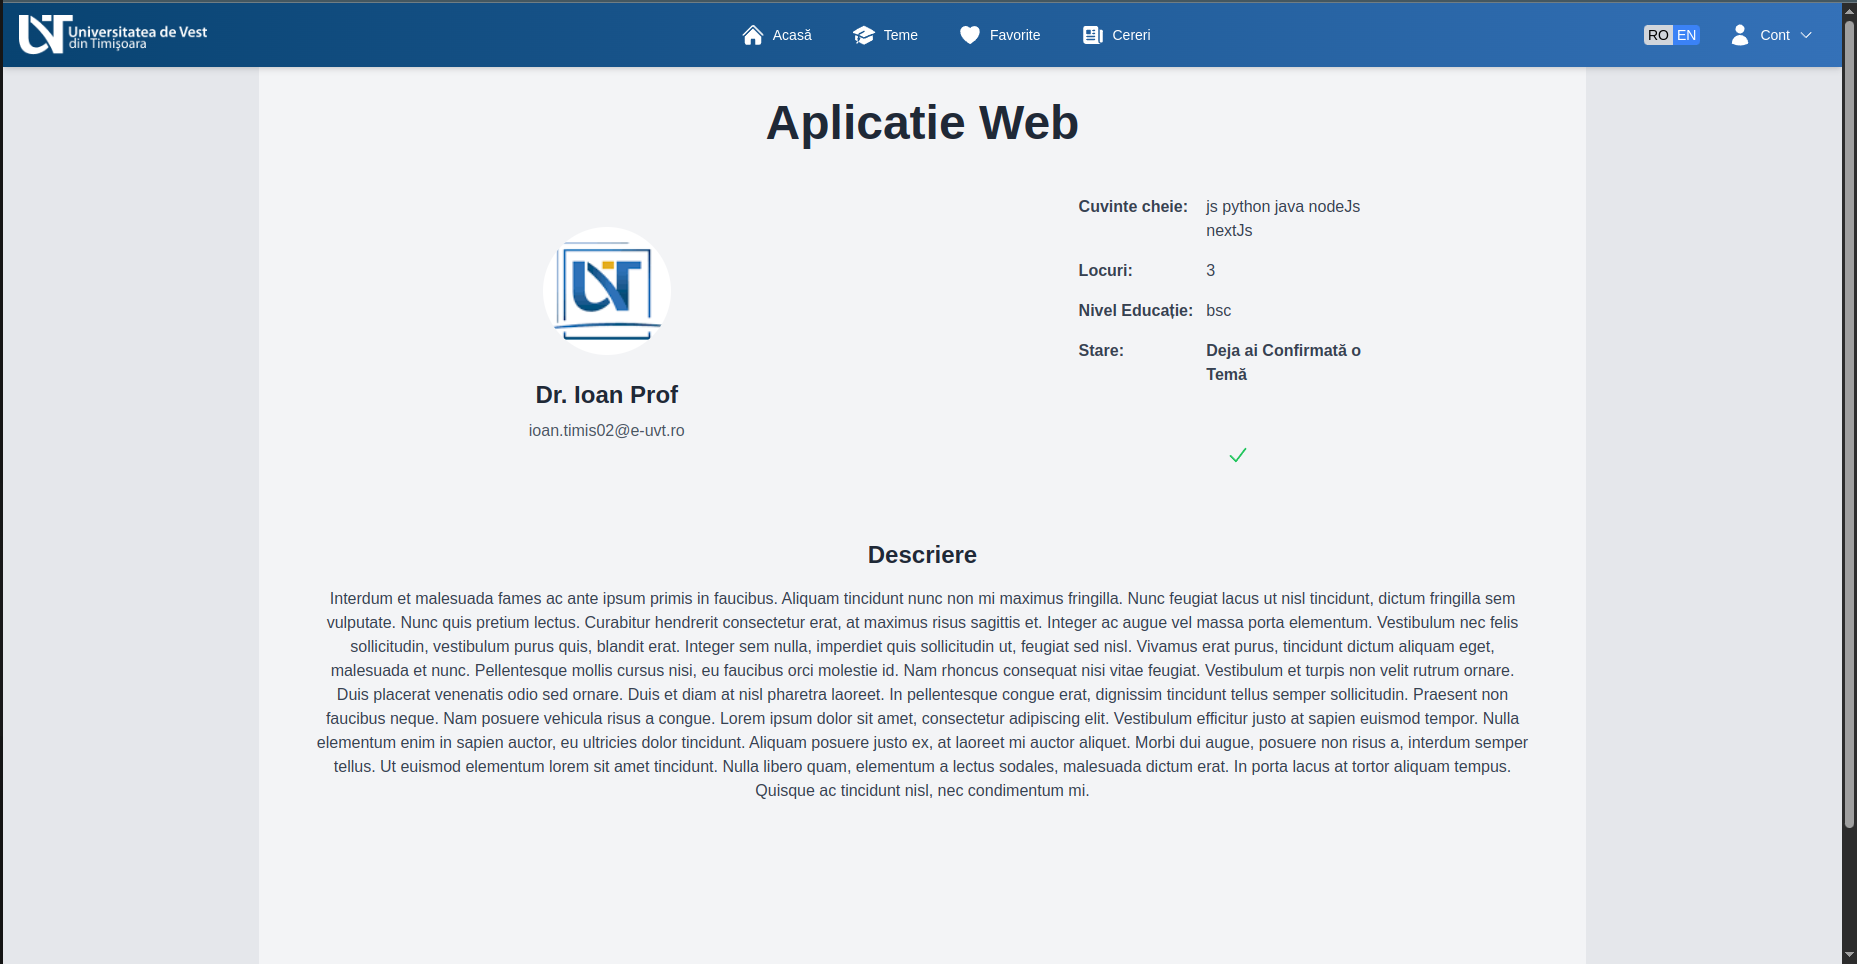 Universitatea de Vest
din Timișoara
Acasă
Teme
Favorite
Cereri
RO EN
Cont
Aplicatie Web
Cuvinte cheie: js python java nodeJs
nextJs
Locuri: 3
Nivel Educație: bsc
Stare: Deja ai Confirmată o
Temă
UVT
Dr. Ioan Prof
ioan.timis02@e-uvt.ro
Descriere
Interdum et malesuada fames ac ante ipsum primis in faucibus. Aliquam tincidunt nunc non mi maximus fringilla. Nunc feugiat lacus ut nisl tincidunt, dictum fringilla sem
vulputate. Nunc quis pretium lectus. Curabitur hendrerit consectetur erat, at maximus risus sagittis et. Integer ac augue vel massa porta elementum. Vestibulum nec felis
sollicitudin, vestibulum purus quis, blandit erat. Integer sem nulla, imperdiet quis sollicitudin ut, feugiat sed nisl. Vivamus erat purus, tincidunt dictum aliquam eget,
malesuada et nunc. Pellentesque mollis cursus nisi, eu faucibus orci molestie id. Nam rhoncus consequat nisi vitae feugiat. Vestibulum et turpis non velit rutrum ornare.
Duis placerat venenatis odio sed ornare. Duis et diam at nisl pharetra laoreet. In pellentesque congue erat, dignissim tincidunt tellus semper sollicitudin. Praesent non
faucibus neque. Nam posuere vehicula risus a congue. Lorem ipsum dolor sit amet, consectetur adipiscing elit. Vestibulum efficitur justo at sapien euismod tempor. Nulla
elementum enim in sapien auctor, eu ultricies dolor tincidunt. Aliquam posuere justo ex, at laoreet mi auctor aliquet. Morbi dui augue, posuere non risus a, interdum semper
tellus. Ut euismod elementum lorem sit amet tincidunt. Nulla libero quam, elementum a lectus sodales, malesuada dictum erat. In porta lacus at tortor aliquam tempus.
Quisque ac tincidunt nisl, nec condimentum mi.